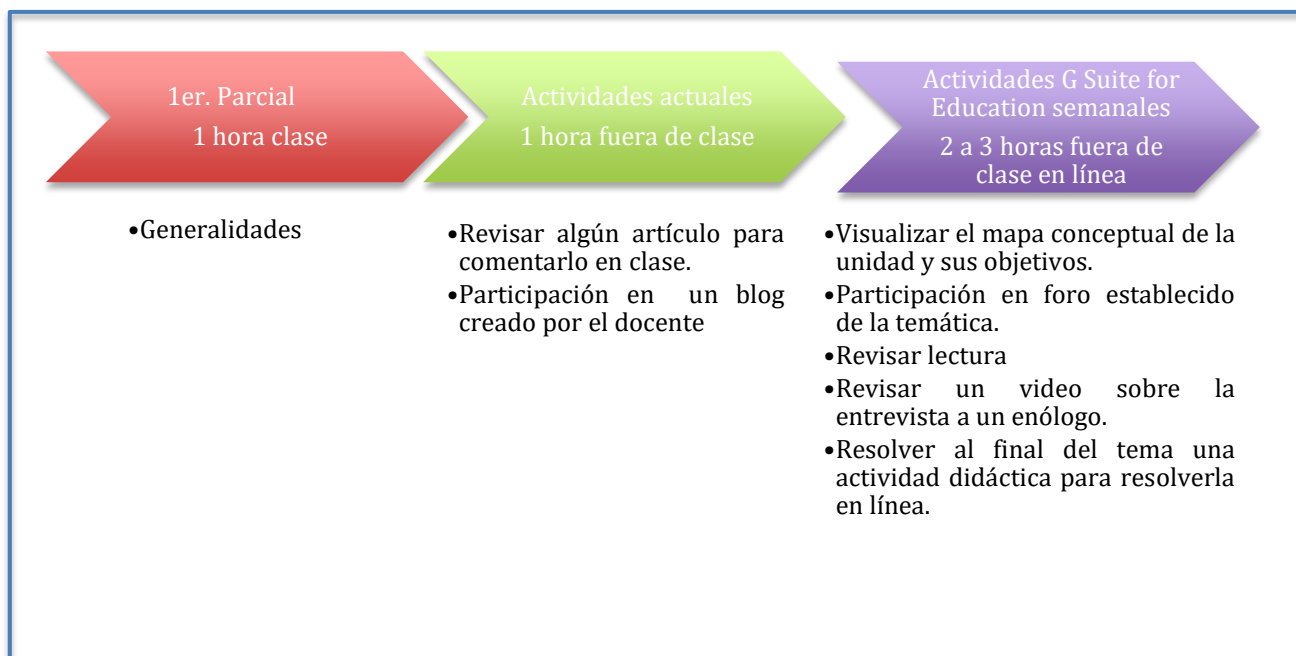 1er. Parcial
1 hora clase
Actividades actuales
1 hora fuera de clase
Actividades G Suite for
Education semanales
2 a 3 horas fuera de
clase en línea
•Generalidades
•Revisar algún artículo para
comentarlo en clase.
•Participación en un blog
creado por el docente
•Visualizar el mapa conceptual de la
unidad y sus objetivos.
•Participación en foro establecido
de la temática.
•Revisar lectura
•Revisar un video sobre la
entrevista a un enólogo.
•Resolver al final del tema una
actividad didáctica para resolverla
en línea.